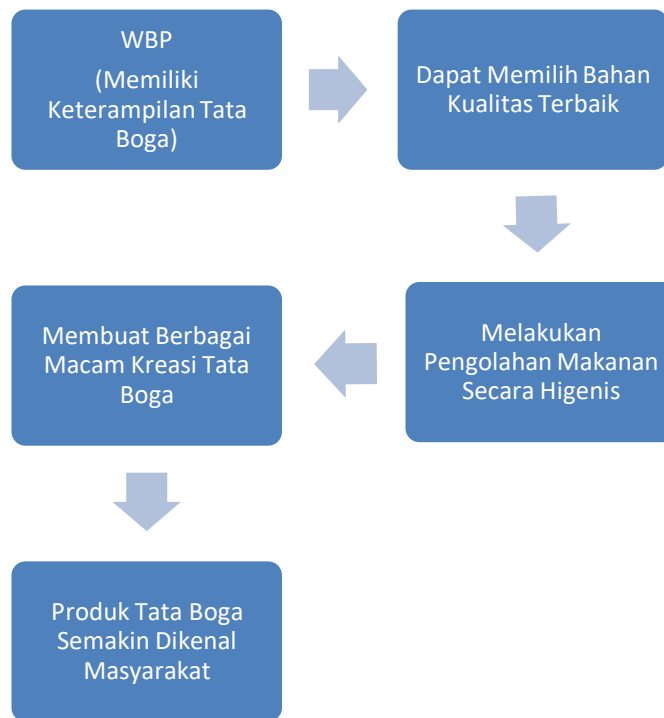 WBP
(Memiliki
Keterampilan Tata
Boga)
Dapat Memilih Bahan
Kualitas Terbaik
Melakukan
Pengolahan Makanan
Secara Higenis
Membuat Berbagai
Macam Kreasi Tata
Boga
Produk Tata Boga
Semakin Dikenal
Masyarakat